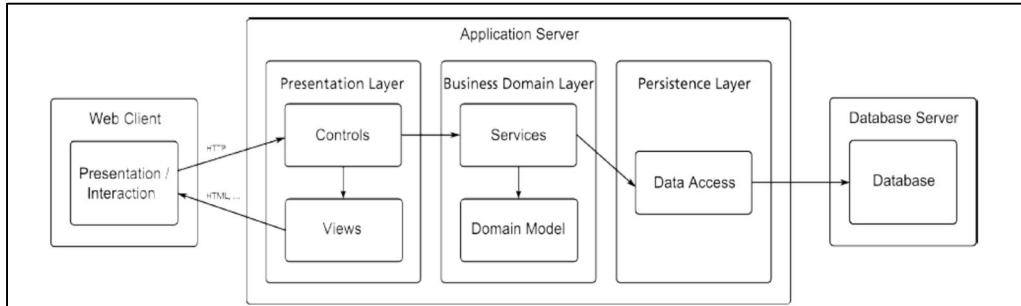 Application Server
Presentation Layer
Business Domain Layer
Persistence Layer
Web Client
Database Server
Controls
Services
HTTP
Presentation /
Interaction
Data Access
Database
HTML, ...
Views
Domain Model